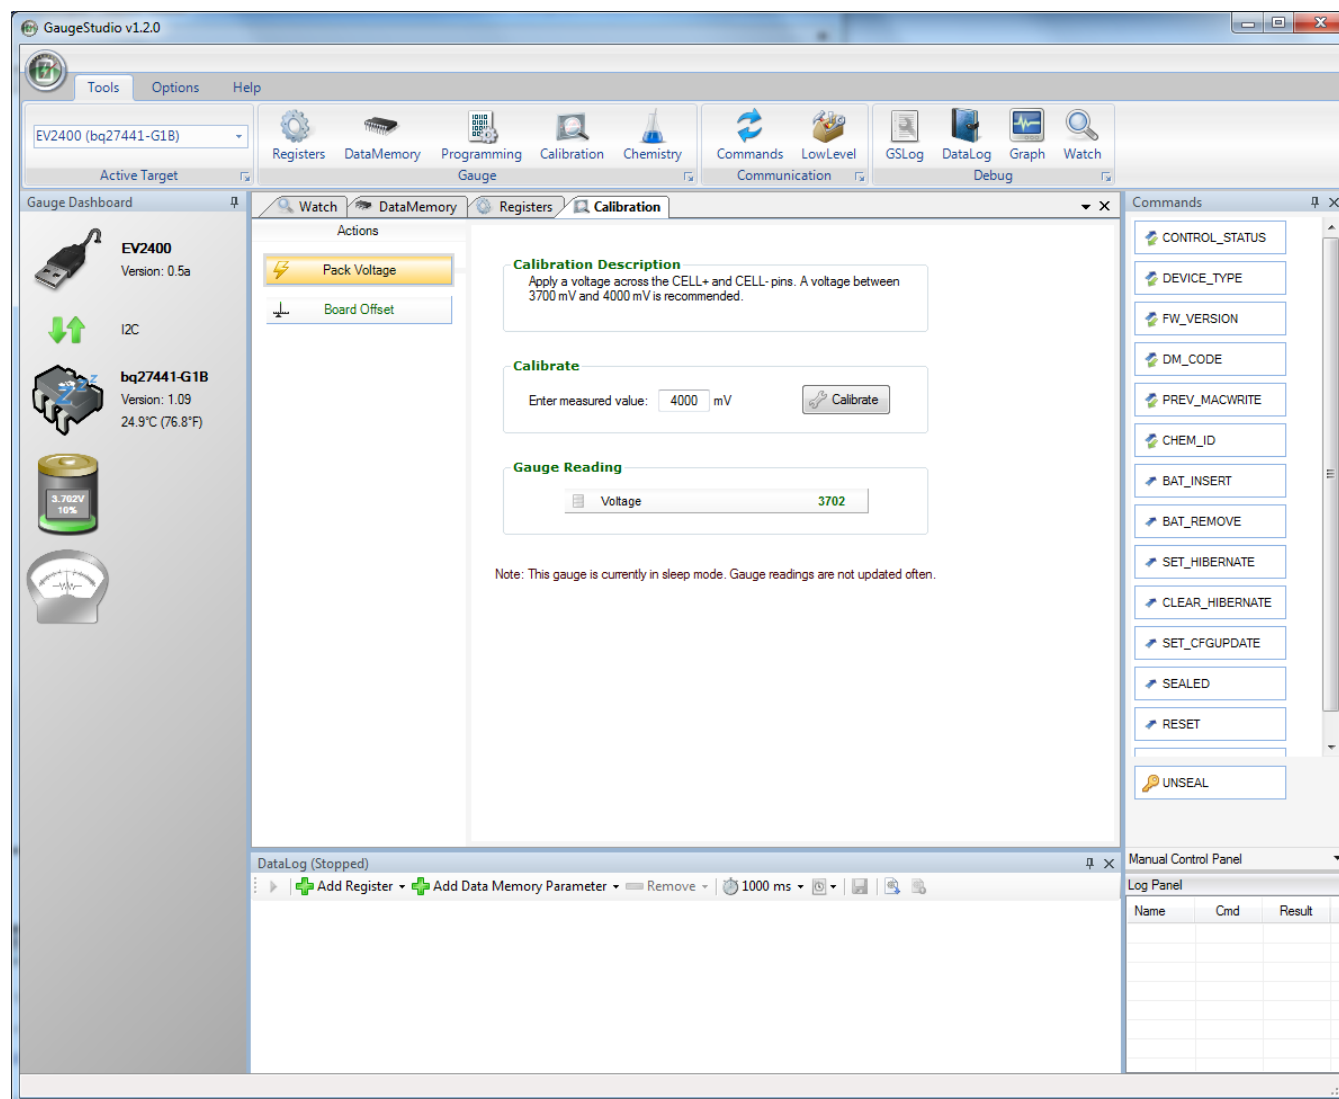 GaugeStudio v1.2.0
Tools Options Help
EV2400 (bq27441-G1B)
Active Target
Registers DataMemory Programming Calibration Chemistry
Gauge
Commands LowLevel
Communication
GSLog DataLog Graph Watch
Debug
Gauge Dashboard
EV2400
Version: 0.5a
I2C
bq27441-G1B
Version: 1.09
24.9°C (76.8°F)
3.702V
10%
Watch DataMemory Registers Calibration
Actions
Pack Voltage
Board Offset
Calibration Description
Apply a voltage across the CELL+ and CELL- pins. A voltage between
3700 mV and 4000 mV is recommended.
Calibrate
Enter measured value: 4000 mV Calibrate
Gauge Reading
Voltage 3702
Note: This gauge is currently in sleep mode. Gauge readings are not updated often.
DataLog (Stopped)
Add Register Add Data Memory Parameter Remove 1000 ms
Commands
CONTROL_STATUS
DEVICE_TYPE
FW_VERSION
DM_CODE
PREV_MACWRITE
CHEM_ID
BAT_INSERT
BAT_REMOVE
SET_HIBERNATE
CLEAR_HIBERNATE
SET_CFGUPDATE
SEALED
RESET
UNSEAL
Manual Control Panel
Log Panel
Name Cmd Result